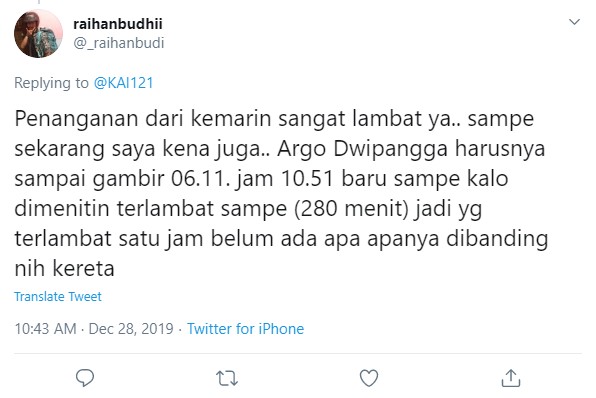 raihanbudhii
@_raihanbudi
Replying to @KAI121
Penanganan dari kemarin sangat lambat ya.. sampe
sekarang saya kena juga.. Argo Dwipangga harusnya
sampai gambir 06.11. jam 10.51 baru sampe kalo
dimenitin terlambat sampe (280 menit) jadi yg
terlambat satu jam belum ada apa apanya dibanding
nih kereta
Translate Tweet
10:43 AM · Dec 28, 2019 · Twitter for iPhone